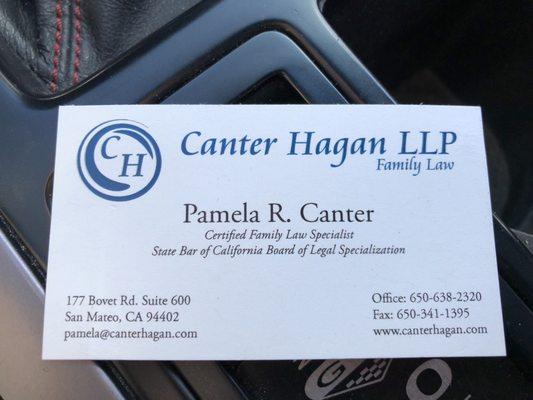 CH
Canter Hagan LLP
Family Law
Pamela R. Canter
Certified Family Law Specialist
State Bar of California Board of Legal Specialization
177 Bovet Rd. Suite 600
San Mateo, CA 94402
pamela@canterhagan.com
Office: 650-638-2320
Fax: 650-341-1395
www.canterhagan.com